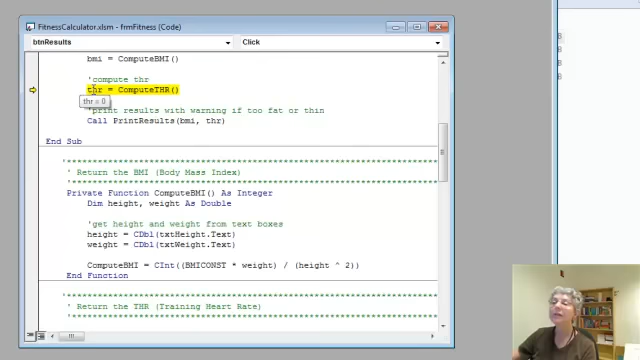 FitnessCalculator.xlsm - frmFitness (Code)
btnResults Click
bmi = ComputeBMI()
'compute thr
thr = ComputeTHR()
thr = 0
'print results with warning if too fat or thin
Call PrintResults(bmi, thr)
End Sub
'***********************************************************************
' Return the BMI (Body Mass Index)
'***********************************************************************
Private Function ComputeBMI() As Integer
Dim height, weight As Double
'get height and weight from text boxes
height = CDbl(txtHeight.Text)
weight = CDbl(txtWeight.Text)
ComputeBMI = CInt((BMICONST * weight) / (height ^ 2))
End Function
'***********************************************************************
' Return the THR (Training Heart Rate)
'***********************************************************************